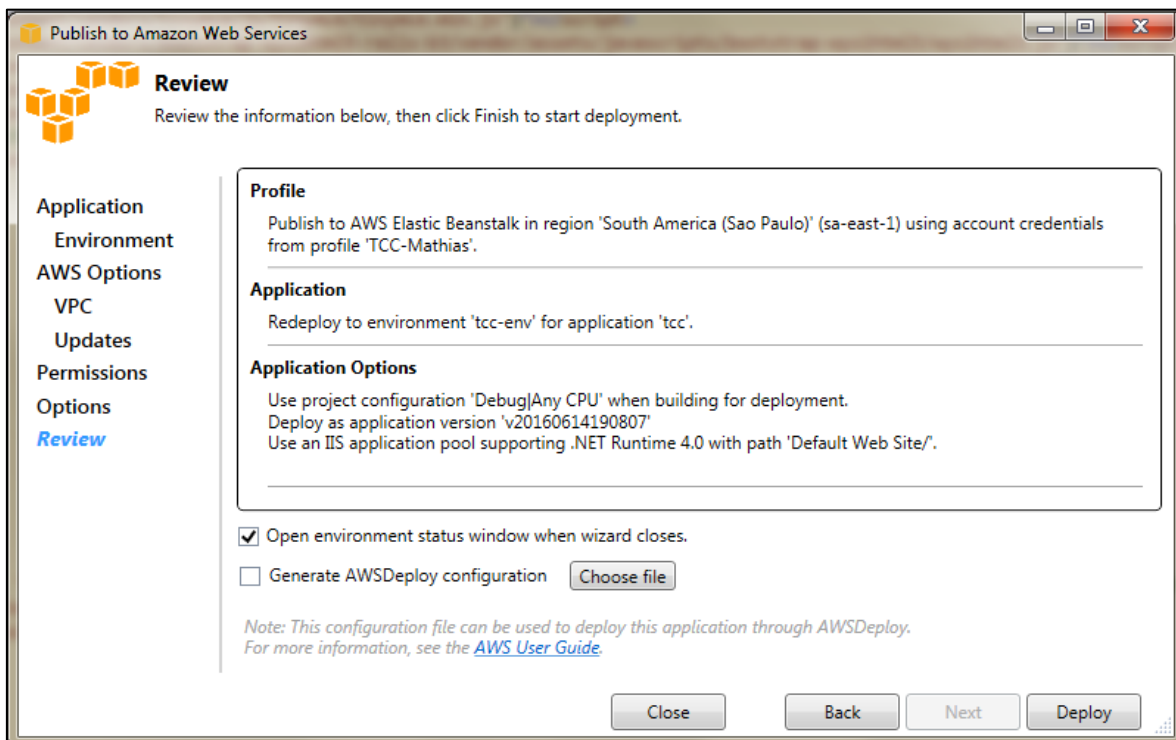 Publish to Amazon Web Services
Review
Review the information below, then click Finish to start deployment.
Application
Environment
AWS Options
VPC
Updates
Permissions
Options
Review
Profile
Publish to AWS Elastic Beanstalk in region 'South America (Sao Paulo)' (sa-east-1) using account credentials
from profile 'TCC-Mathias'.
Application
Redeploy to environment 'tcc-env' for application 'tcc'.
Application Options
Use project configuration 'Debug|Any CPU' when building for deployment.
Deploy as application version 'v20160614190807'
Use an IIS application pool supporting .NET Runtime 4.0 with path 'Default Web Site/'.
Open environment status window when wizard closes.
Generate AWSDeploy configuration Choose file
Note: This configuration file can be used to deploy this application through AWSDeploy.
For more information, see the AWS User Guide.
Close Back Next Deploy